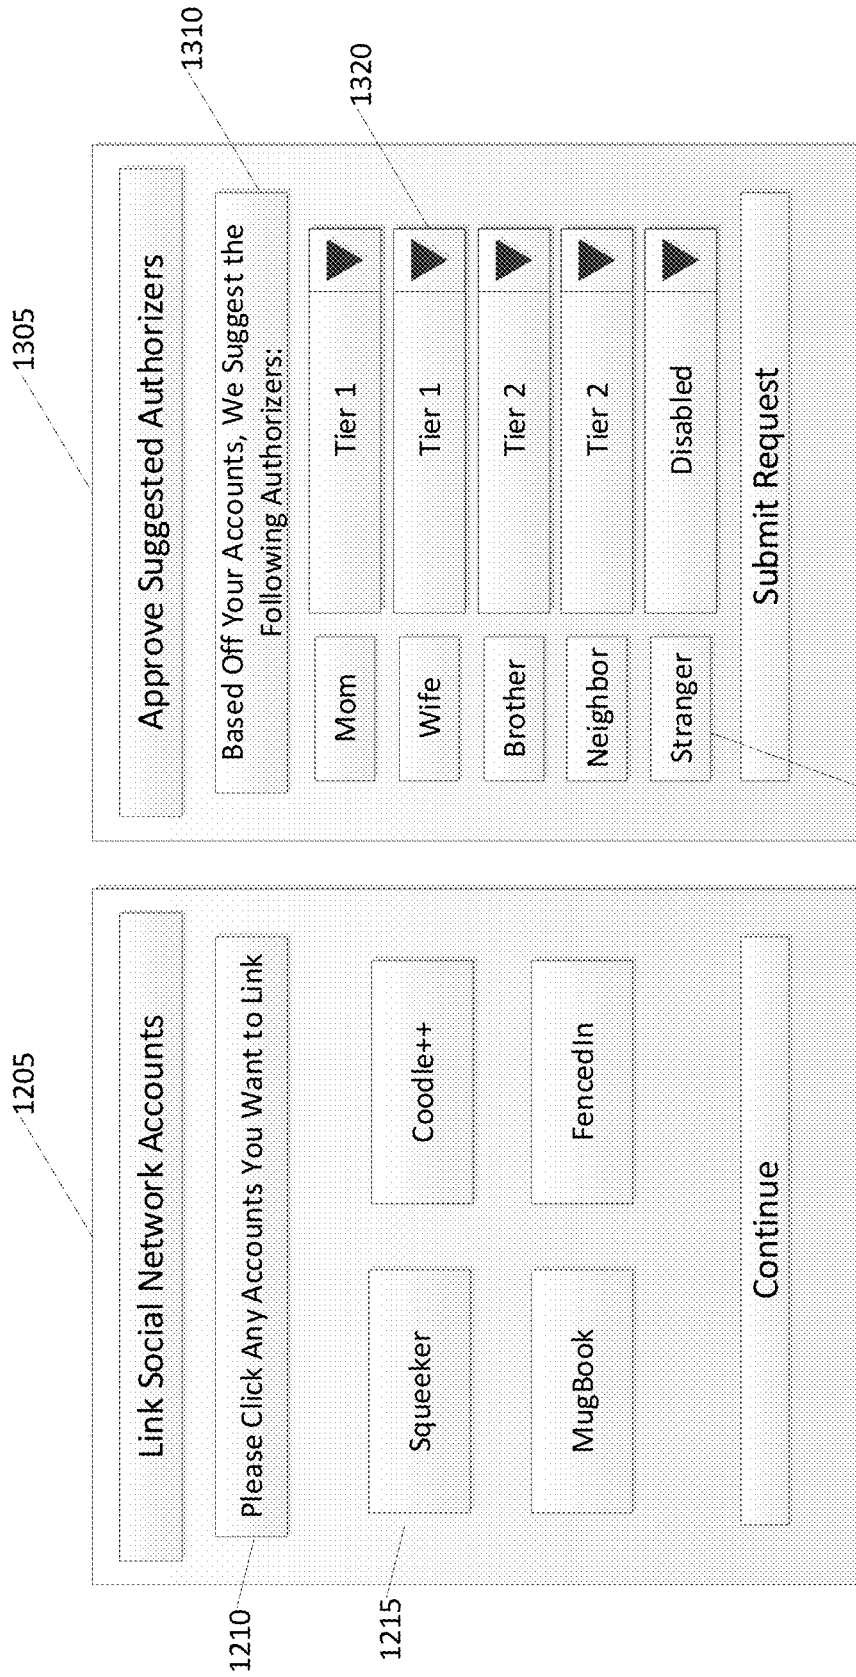 1205
Link Social Network Accounts
1210
Please Click Any Accounts You Want to Link
1215
Squeeker
Coodle++
MugBook
FencedIn
Continue
1305
Approve Suggested Authorizers
1310
Based Off Your Accounts, We Suggest the
Following Authorizers:
1320
Mom
Tier 1
Wife
Tier 1
Brother
Tier 2
Neighbor
Tier 2
Stranger
Disabled
Submit Request